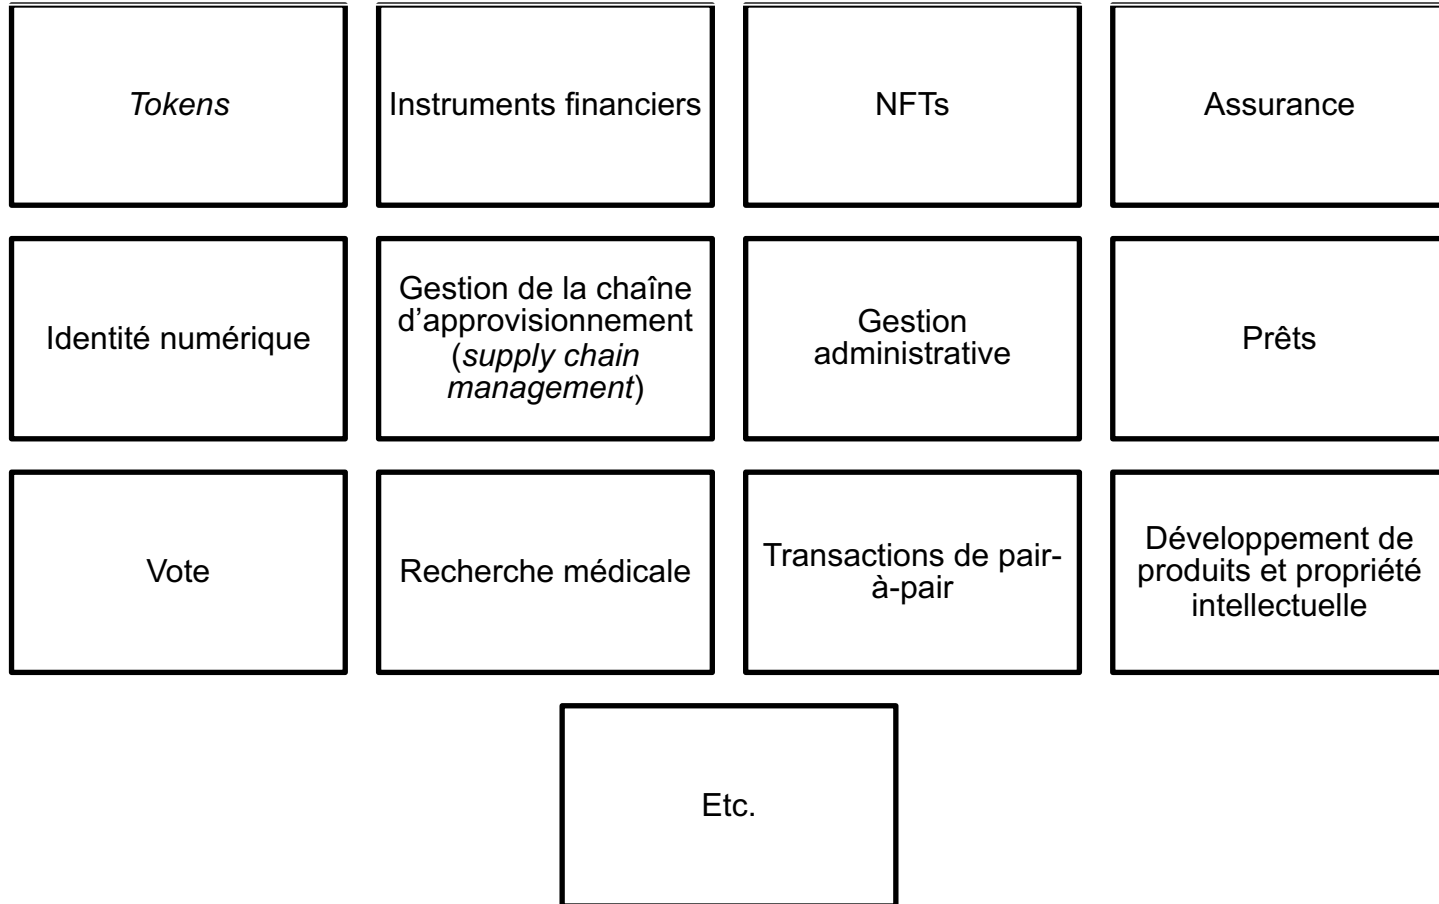 Tokens
Instruments financiers
NFTs
Assurance
Identité numérique
Gestion de la chaîne
d’approvisionnement
(supply chain
management)
Gestion
administrative
Prêts
Vote
Recherche médicale
Transactions de pair-
à-pair
Développement de
produits et propriété
intellectuelle
Etc.